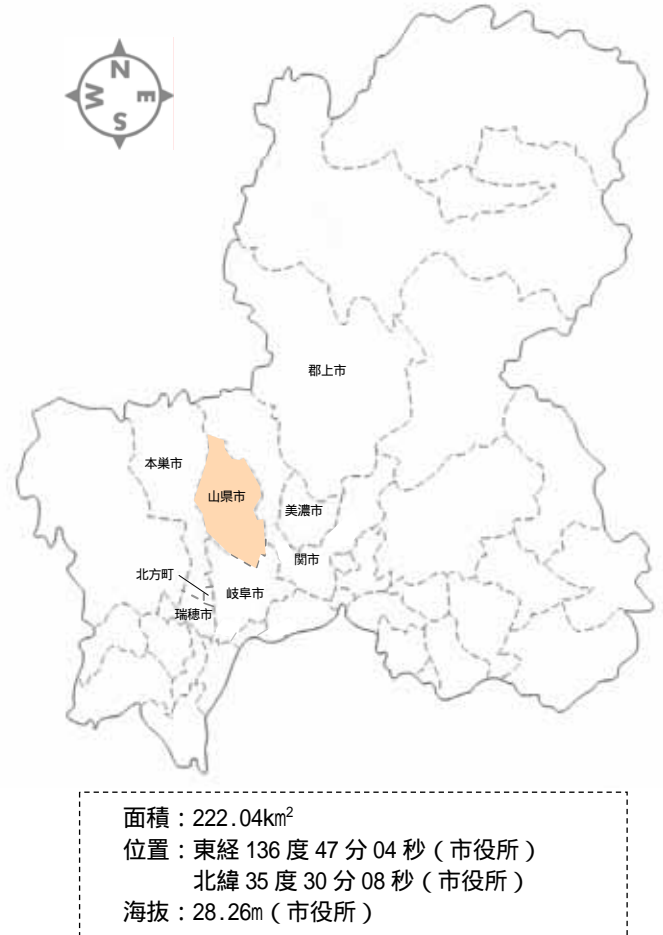 N
W
E
S
郡上市
本巣市
山県市
美濃市
関市
北方町
岐阜市
瑞穂市
面積：222.04km²
位置：東経 136 度 47 分 04 秒（市役所）
北緯 35 度 30 分 08 秒（市役所）
海抜：28.26m（市役所）